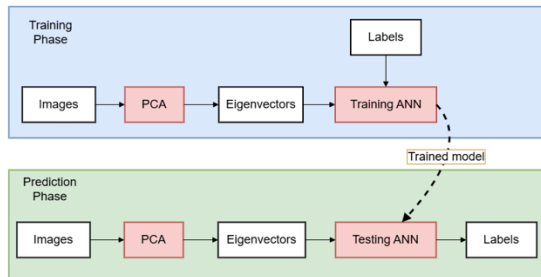 Training
Phase
Labels
Images
PCA
Eigenvectors
Training ANN
Trained model
Prediction
Phase
Images
PCA
Eigenvectors
Testing ANN
Labels